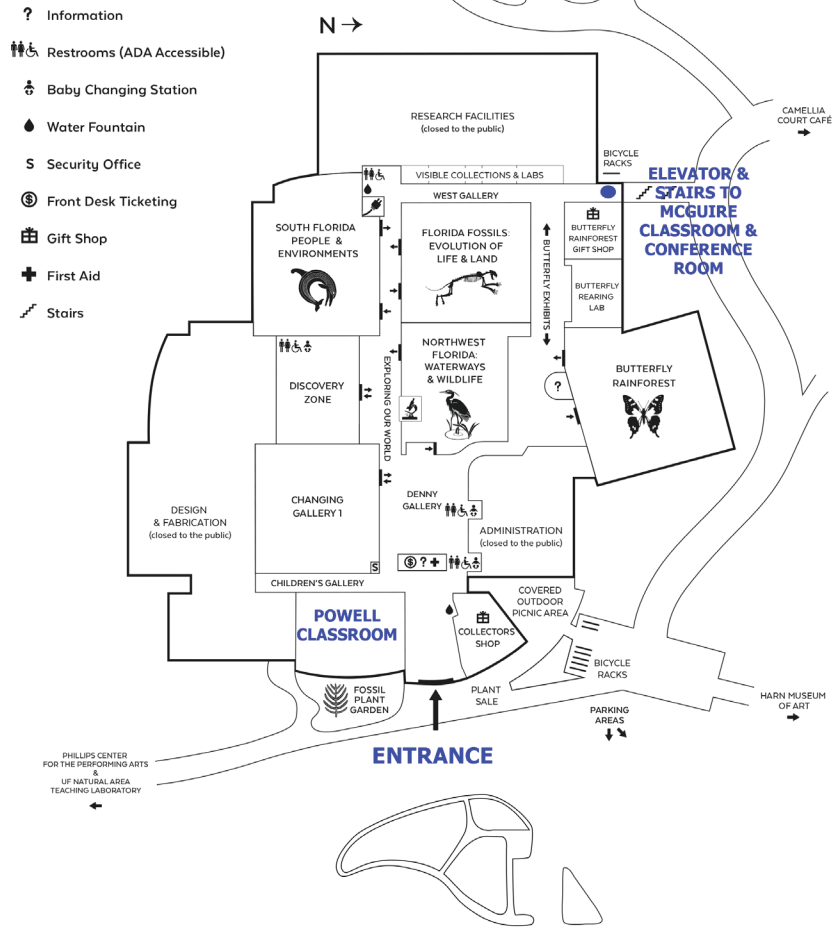 ? Information
Restrooms (ADA Accessible)
Baby Changing Station
Water Fountain
S Security Office
$ Front Desk Ticketing
Gift Shop
First Aid
Stairs
N
RESEARCH FACILITIES
(closed to the public)
CAMELLIA
COURT CAFÉ
BICYCLE
RACKS
VISIBLE COLLECTIONS & LABS
WEST GALLERY
ELEVATOR &
STAIRS TO
MCGUIRE
CLASSROOM &
CONFERENCE
ROOM
SOUTH FLORIDA
PEOPLE &
ENVIRONMENTS
FLORIDA FOSSILS:
EVOLUTION OF
LIFE & LAND
BUTTERFLY EXHIBITS
BUTTERFLY
RAINFOREST
GIFT SHOP
BUTTERFLY
REARING
LAB
NORTHWEST
FLORIDA:
WATERWAYS
& WILDLIFE
BUTTERFLY
RAINFOREST
?
DISCOVERY
ZONE
EXPLORING OUR WORLD
CHANGING
GALLERY 1
DENNY
GALLERY
DESIGN
& FABRICATION
(closed to the public)
ADMINISTRATION
(closed to the public)
S
$ ?
CHILDREN'S GALLERY
POWELL
CLASSROOM
COVERED
OUTDOOR
PICNIC AREA
COLLECTORS
SHOP
BICYCLE
RACKS
FOSSIL
PLANT
GARDEN
PLANT
SALE
HARN MUSEUM
OF ART
PARKING
AREAS
ENTRANCE
PHILLIPS CENTER
FOR THE PERFORMING ARTS
&
UF NATURAL AREA
TEACHING LABORATORY